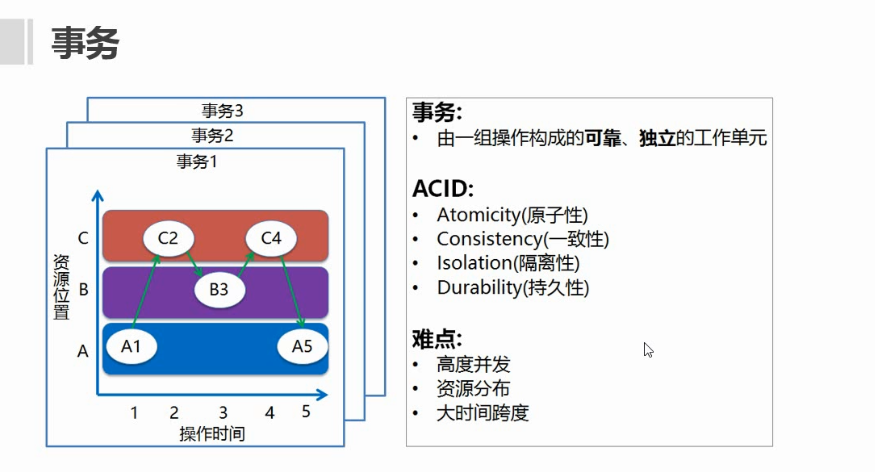 事务
事务3
事务2
事务1
C
C2
C4
资源位置
B
B3
A
A1
A5
1 2 3 4 5
操作时间
事务:
• 由一组操作构成的可靠、独立的工作单元
ACID:
• Atomicity(原子性)
• Consistency(一致性)
• Isolation(隔离性)
• Durability(持久性)
难点:
• 高度并发
• 资源分布
• 大时间跨度